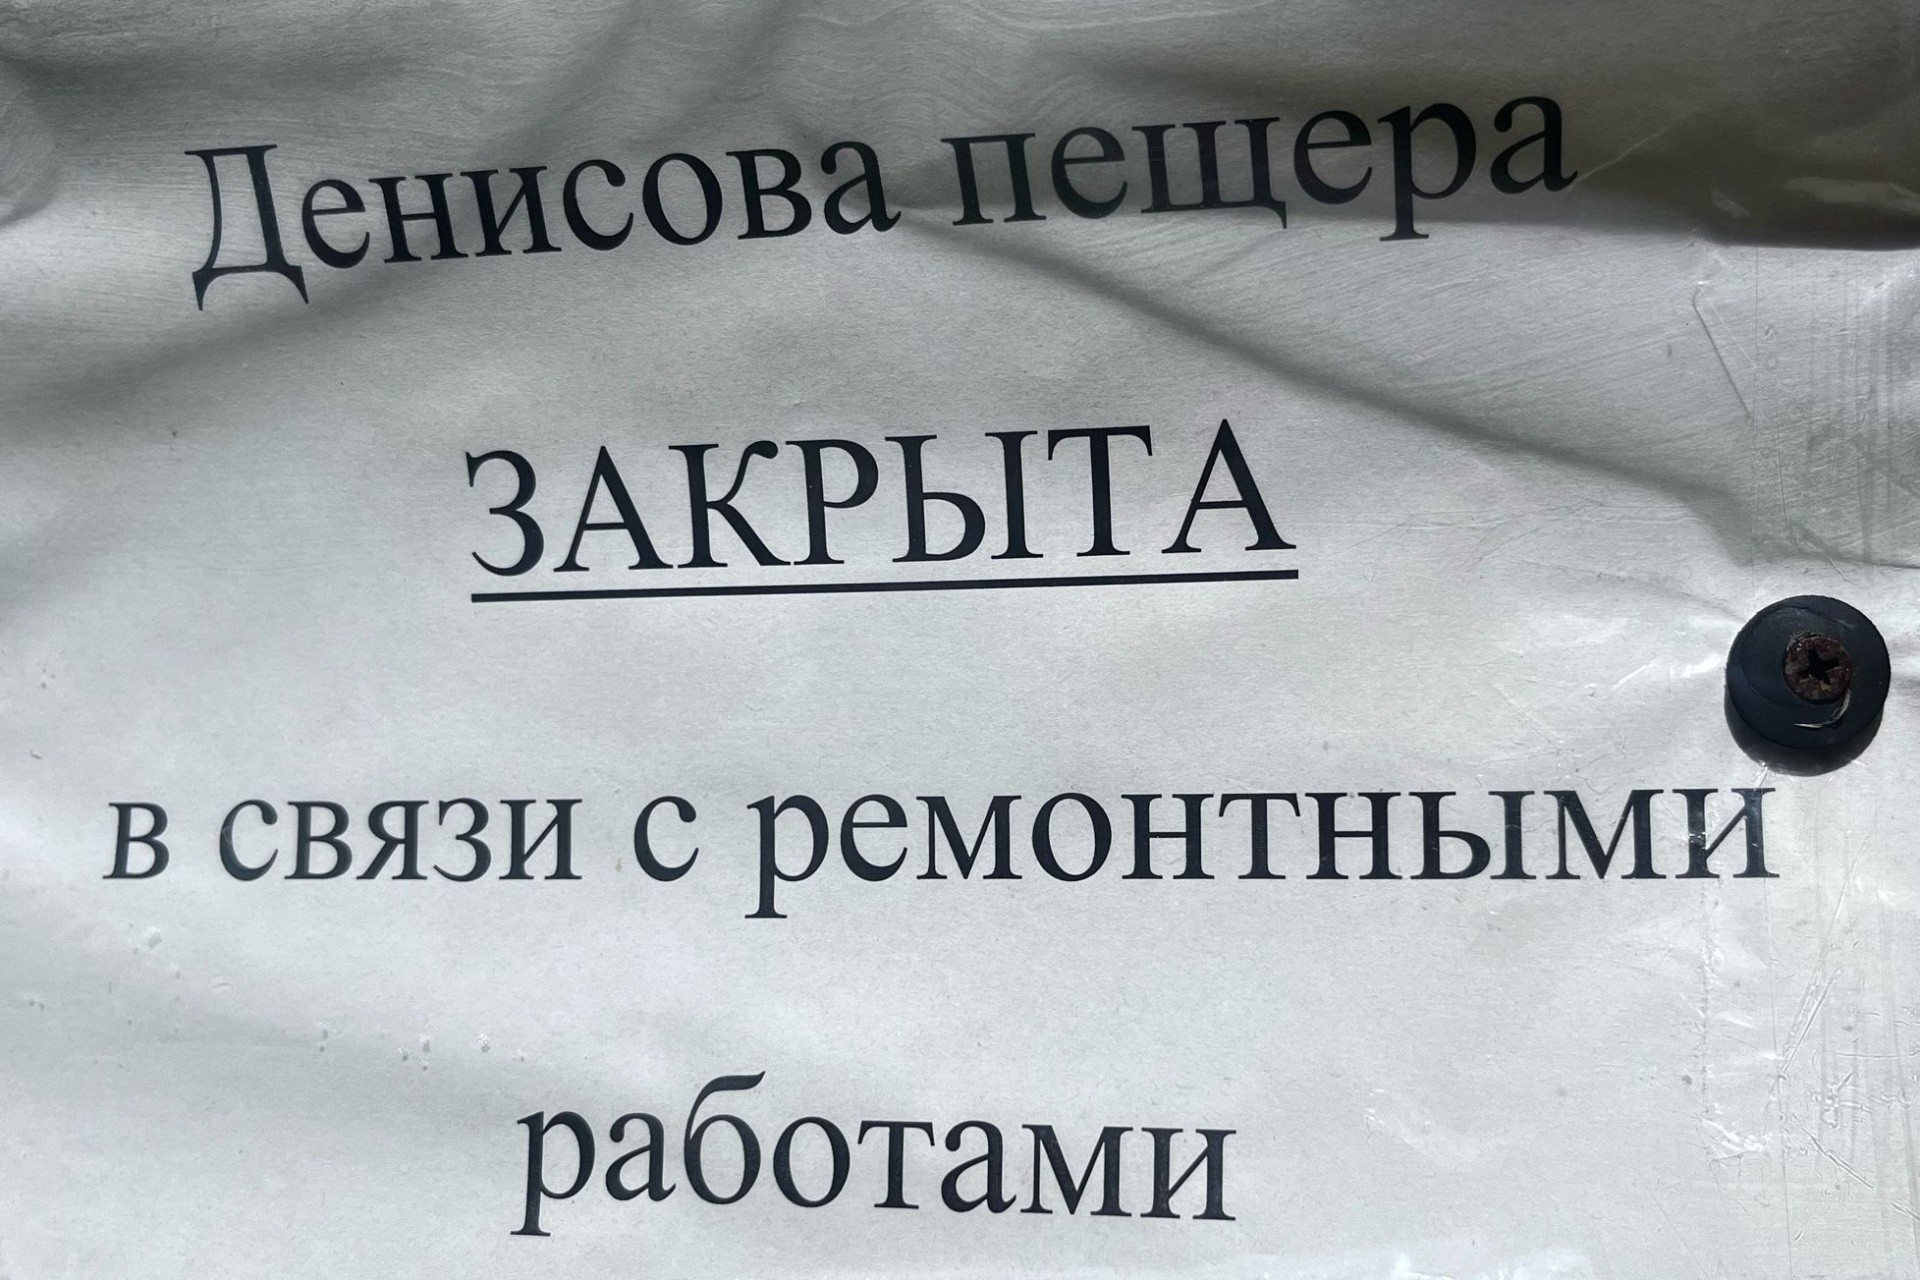 Денисова пещера
ЗАКРЫТА
в связи с ремонтными
работами